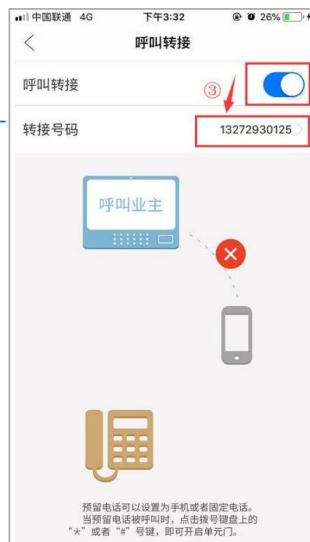 中国联通 4G 下午3:32 26%
呼叫转接
呼叫转接
③
转接号码 13272930125
呼叫业主
预留电话可以设置为手机或者固定电话。
当预留电话被呼叫时,点击拨号键盘上的
“*”或者“#”号键,即可开启单元门。